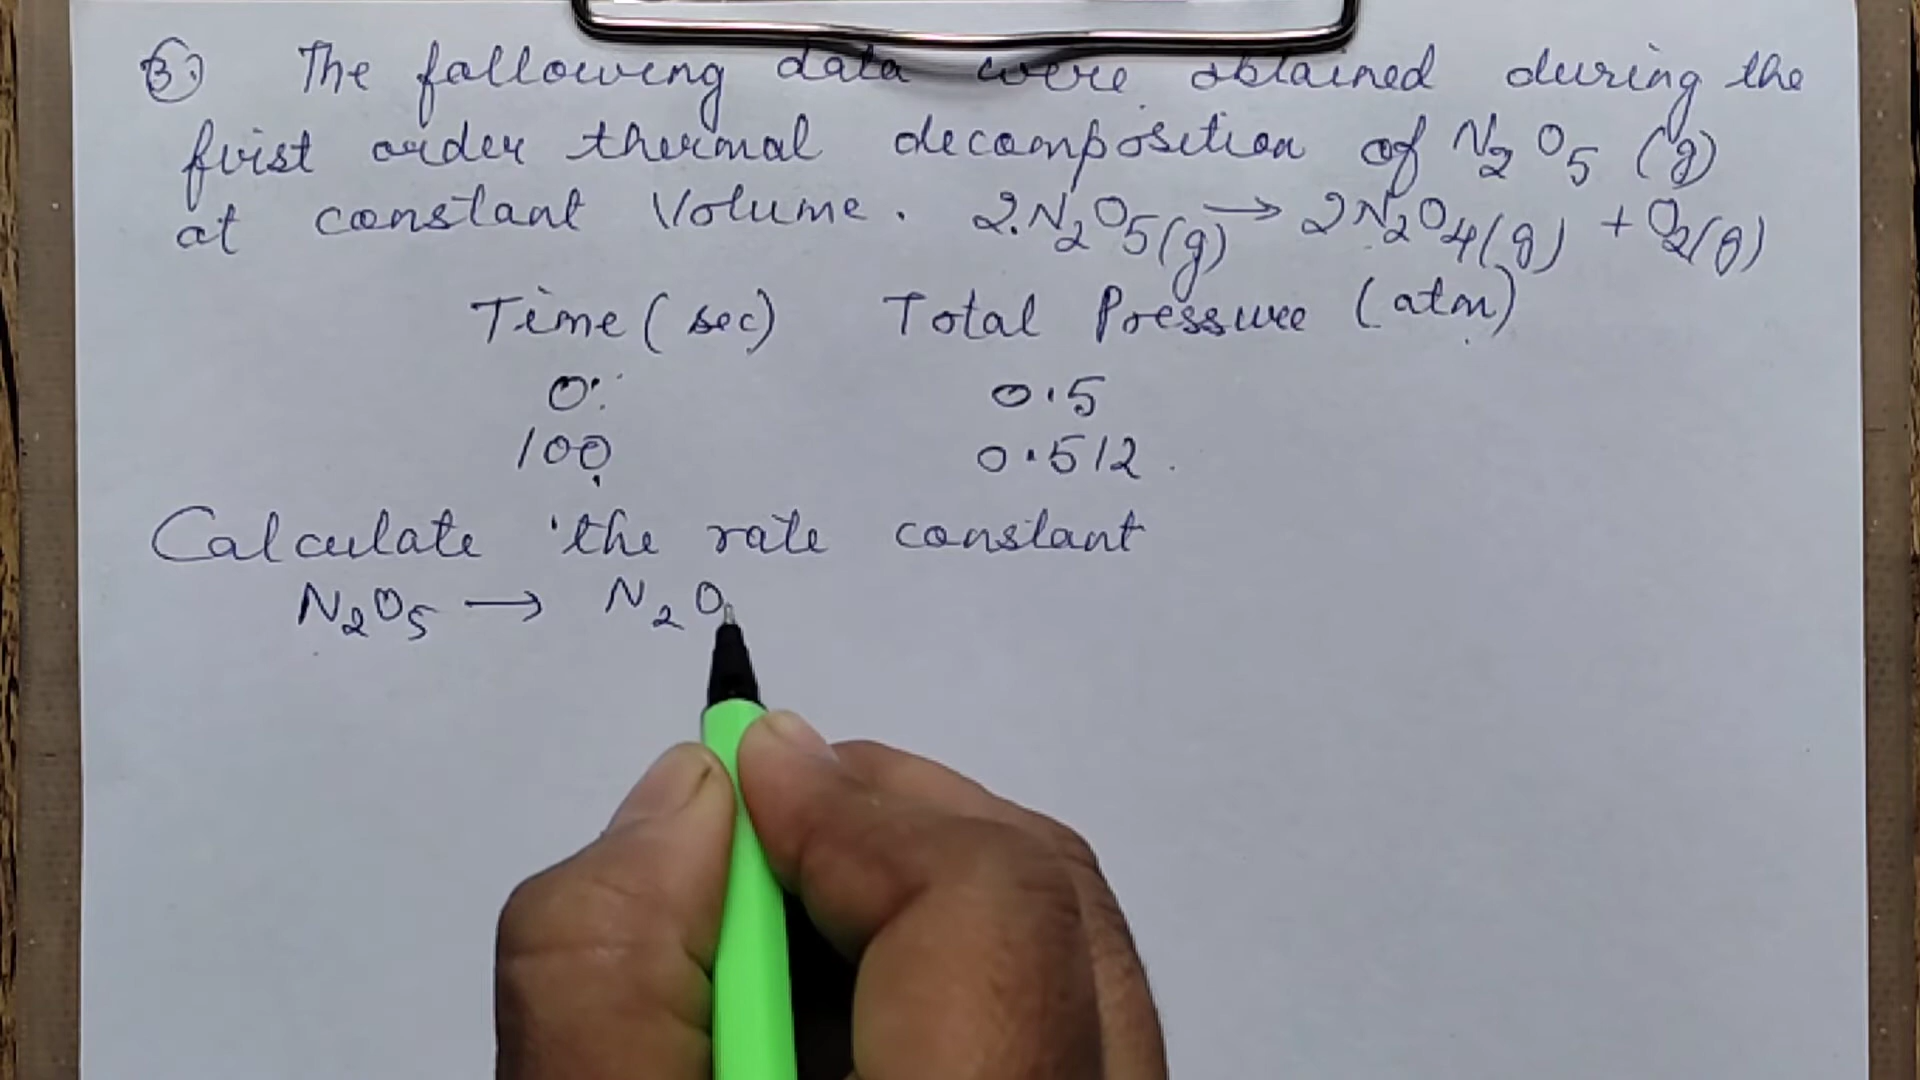 3.) The following data were obtained during the
first order thermal decomposition of N₂O₅ (g)
at constant Volume. 2N₂O₅(g) → 2N₂O₄(g) + O₂(g)
Time (sec) Total Pressure (atm)
0 0.5
100 0.512
Calculate the rate constant
N₂O₅ → N₂O